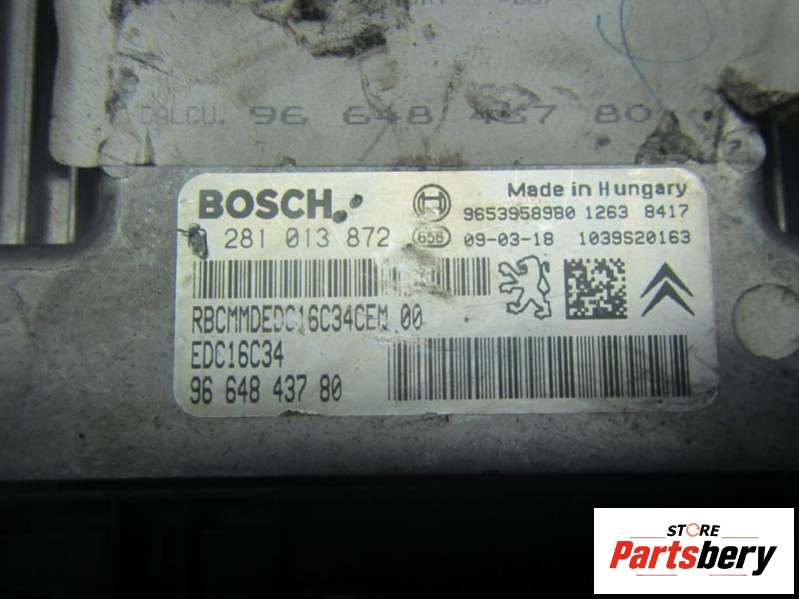 CALCU. 96 648 437 80
BOSCH
Made in Hungary
9653958980 1263 8417
281 013 872
658
09-03-18 1039S20163
RBCMMDEDC16C34CEM 00
EDC16C34
96 648 437 80
STORE
Partsbery